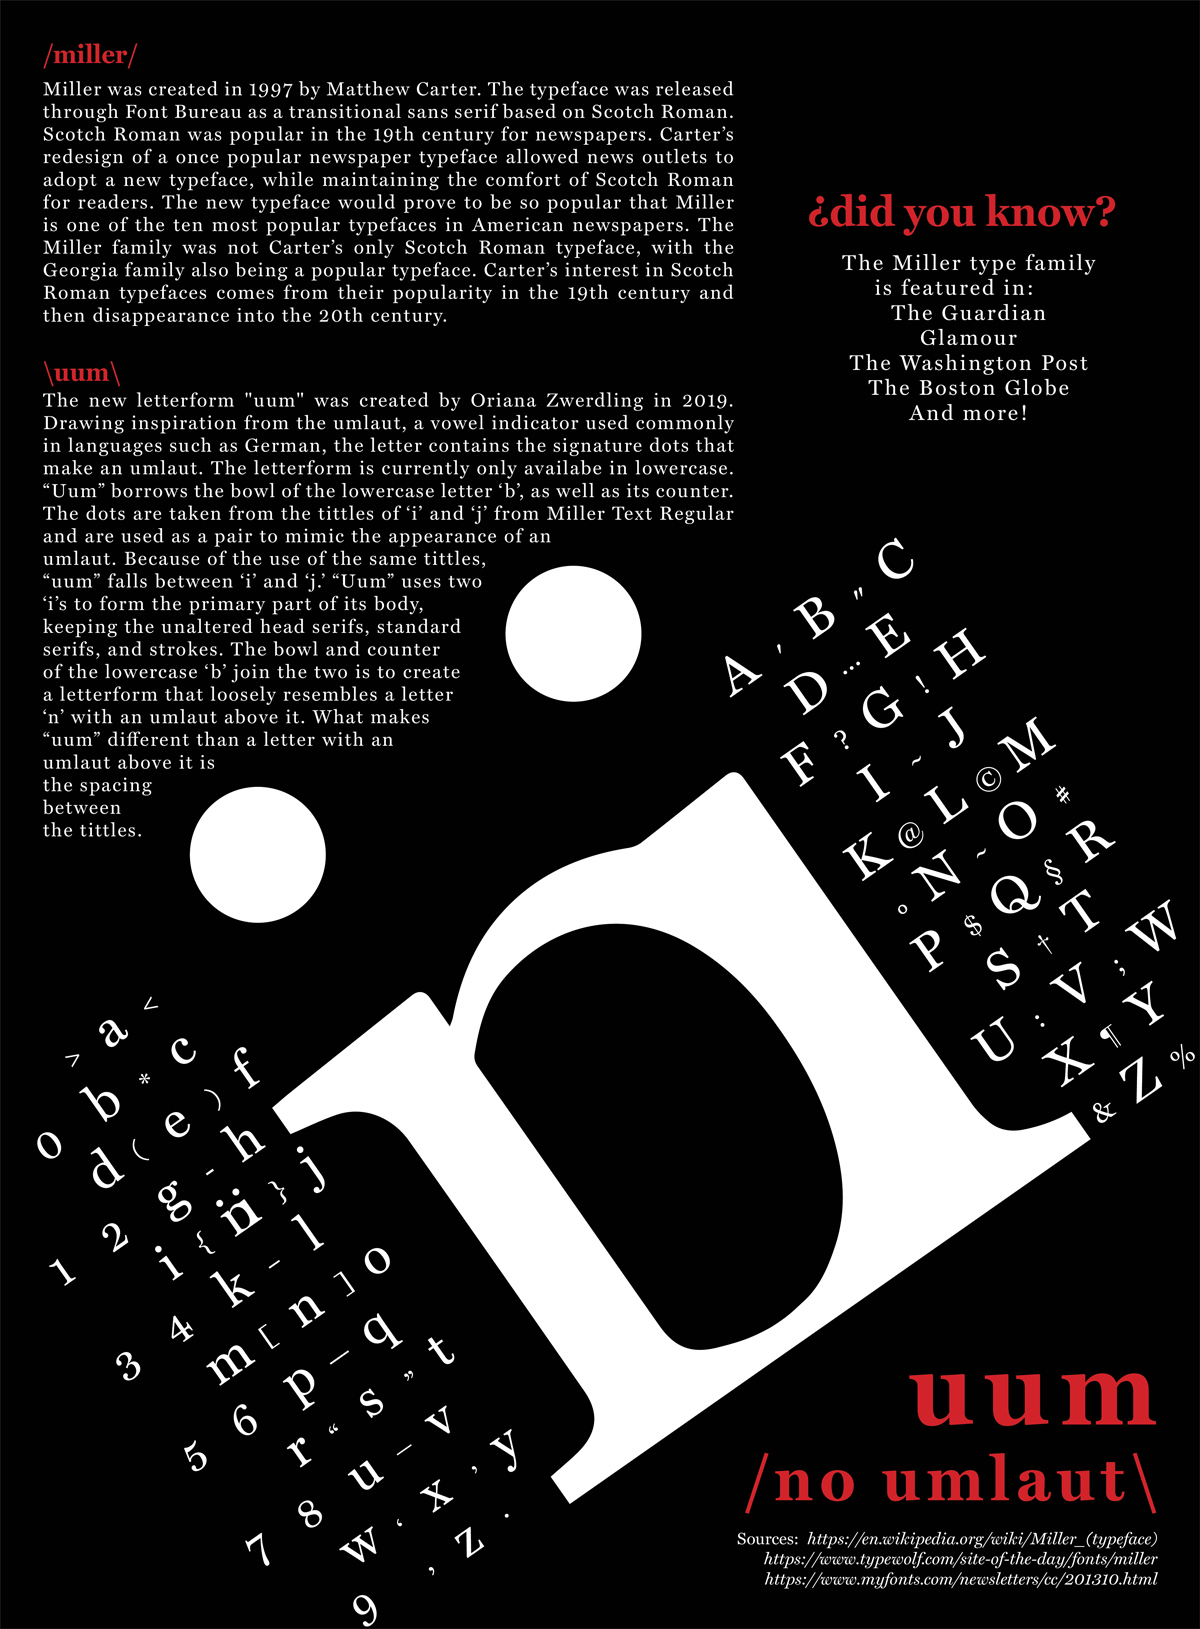 /miller/
Miller was created in 1997 by Matthew Carter. The typeface was released
through Font Bureau as a transitional sans serif based on Scotch Roman.
Scotch Roman was popular in the 19th century for newspapers. Carter’s
redesign of a once popular newspaper typeface allowed news outlets to
adopt a new typeface, while maintaining the comfort of Scotch Roman
for readers. The new typeface would prove to be so popular that Miller
is one of the ten most popular typefaces in American newspapers. The
Miller family was not Carter’s only Scotch Roman typeface, with the
Georgia family also being a popular typeface. Carter’s interest in Scotch
Roman typefaces comes from their popularity in the 19th century and
then disappearance into the 20th century.
\uum\
The new letterform "uum" was created by Oriana Zwerdling in 2019.
Drawing inspiration from the umlaut, a vowel indicator used commonly
in languages such as German, the letter contains the signature dots that
make an umlaut. The letterform is currently only availabe in lowercase.
“Uum” borrows the bowl of the lowercase letter ‘b’, as well as its counter.
The dots are taken from the tittles of ‘i’ and ‘j’ from Miller Text Regular
and are used as a pair to mimic the appearance of an
umlaut. Because of the use of the same tittles,
“uum” falls between ‘i’ and ‘j.’ “Uum” uses two
‘i’s to form the primary part of its body,
keeping the unaltered head serifs, standard
serifs, and strokes. The bowl and counter
of the lowercase ‘b’ join the two is to create
a letterform that loosely resembles a letter
‘n’ with an umlaut above it. What makes
“uum” different than a letter with an
umlaut above it is
the spacing
between
the tittles.
¿did you know?
The Miller type family
is featured in:
The Guardian
Glamour
The Washington Post
The Boston Globe
And more!
A ‚ B " C
D … E
F ? G ! H
I ~ J
K @ L © M
° N ~ O #
P $ Q § R
S † T
U : V ; W
X ¶ Y
& Z %
> a <
0 b * c
d ( e ) f
1 2 g - h
i { } j
3 4 k - l
m [ n ] o
5 6 p — q
r “ s ” t
7 8 u – v
w ‘ x ’ y
9 , z .
uum
/no umlaut\
Sources: https://en.wikipedia.org/wiki/Miller_(typeface)
https://www.typewolf.com/site-of-the-day/fonts/miller
https://www.myfonts.com/newsletters/cc/201310.html